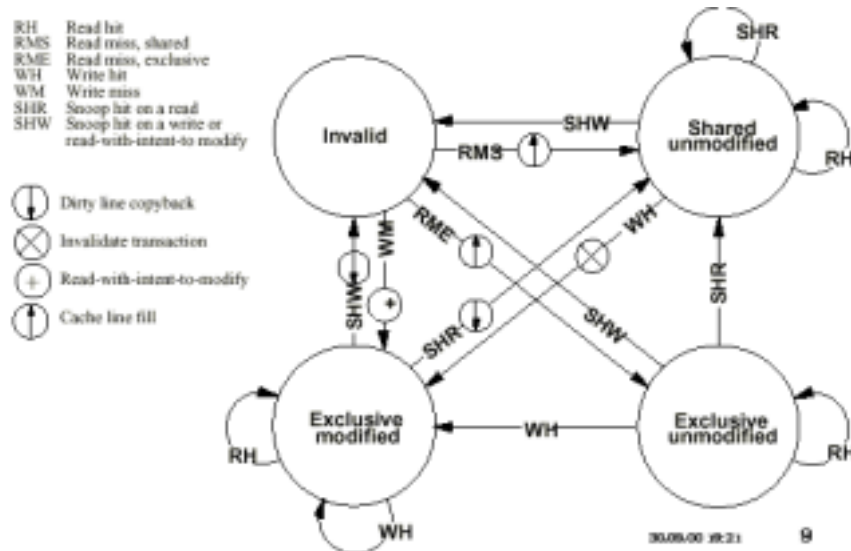 RH Read hit
RMS Read miss, shared
RME Read miss, exclusive
WH Write hit
WM Write miss
SHR Snoop hit on a read
SHW Snoop hit on a write or
read-with-intent-to modify
Dirty line copyback
Invalidate transaction
Read-with-intent-to-modify
Cache line fill
SHR
Invalid
SHW
Shared
unmodified
RMS
RH
WM
RME
WH
SHW
SHR
SHW
SHR
Exclusive
modified
WH
Exclusive
unmodified
RH
RH
WH
9